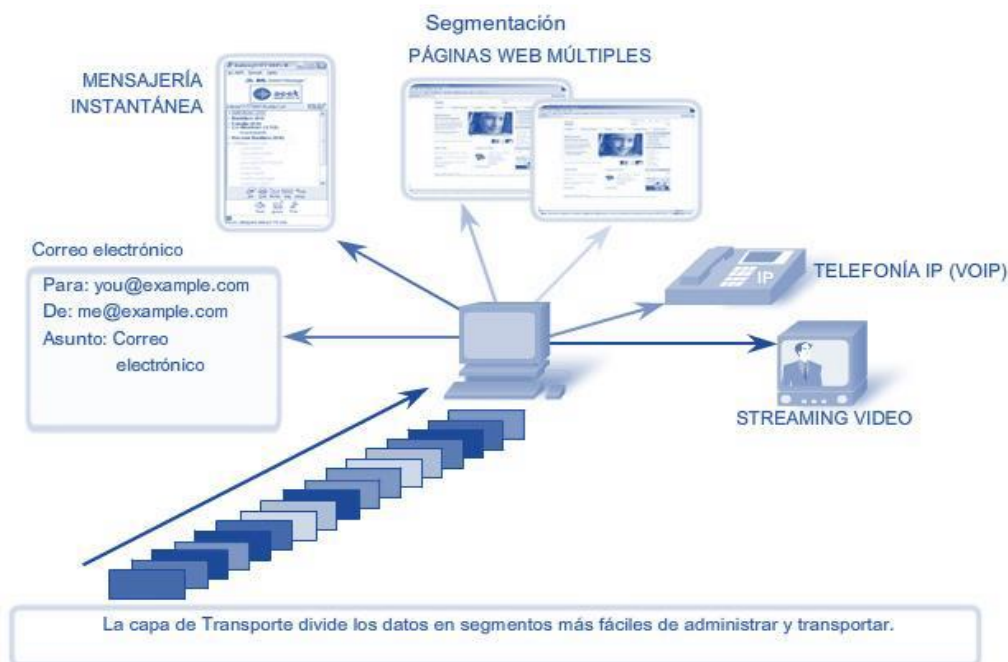 Segmentación
PÁGINAS WEB MÚLTIPLES
MENSAJERÍA
INSTANTÁNEA
Correo electrónico
Para: you@example.com
De: me@example.com
Asunto: Correo
electrónico
IP
TELEFONÍA IP (VOIP)
STREAMING VIDEO
La capa de Transporte divide los datos en segmentos más fáciles de administrar y transportar.